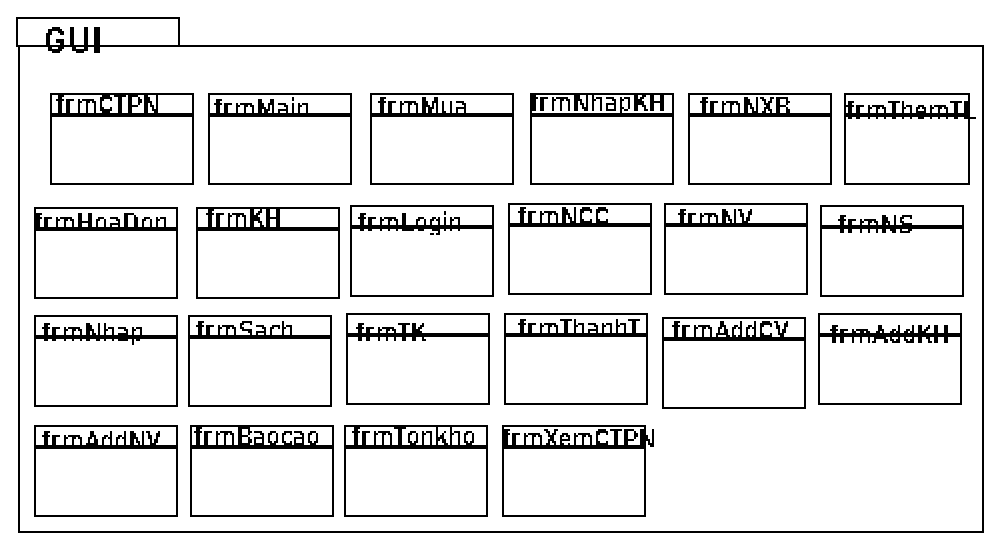 GUI
frmCTPN frmMain frmMua frmNhapKH frmNXB frmThemTL
frmHoaDon frmKH frmLogin frmNCC frmNV frmNS
frmNhap frmSach frmTK frmThanhT frmAddCV frmAddKH
frmAddNV frmBaocao frmTonkho frmXemCTPN